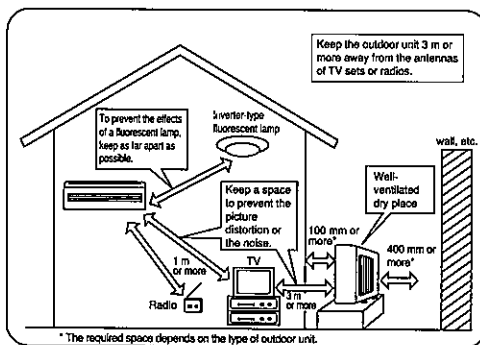 Keep the outdoor unit 3 m or
more away from the antennas
of TV sets or radios.
To prevent the effects
of a fluorescent lamp,
keep as far apart as
possible.
Inverter-type
fluorescent lamp
wall, etc.
Keep a space
to prevent the
picture
distortion or
the noise.
Well-
ventilated
dry place
100 mm or
more*
400 mm or
more*
1 m
or more
TV
3 m
or more
Radio
* The required space depends on the type of outdoor unit.